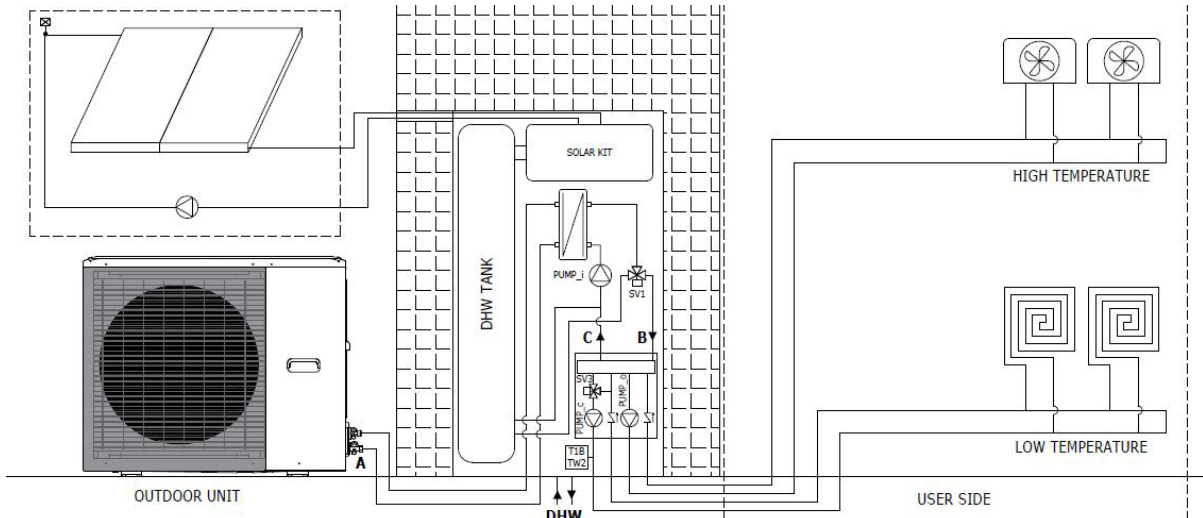 SOLAR KIT
HIGH TEMPERATURE
DHW TANK
PUMP_i
SV1
C
B
SV3
PUMP_o
PUMP_c
T1B
TW2
LOW TEMPERATURE
A
OUTDOOR UNIT
USER SIDE
DHW